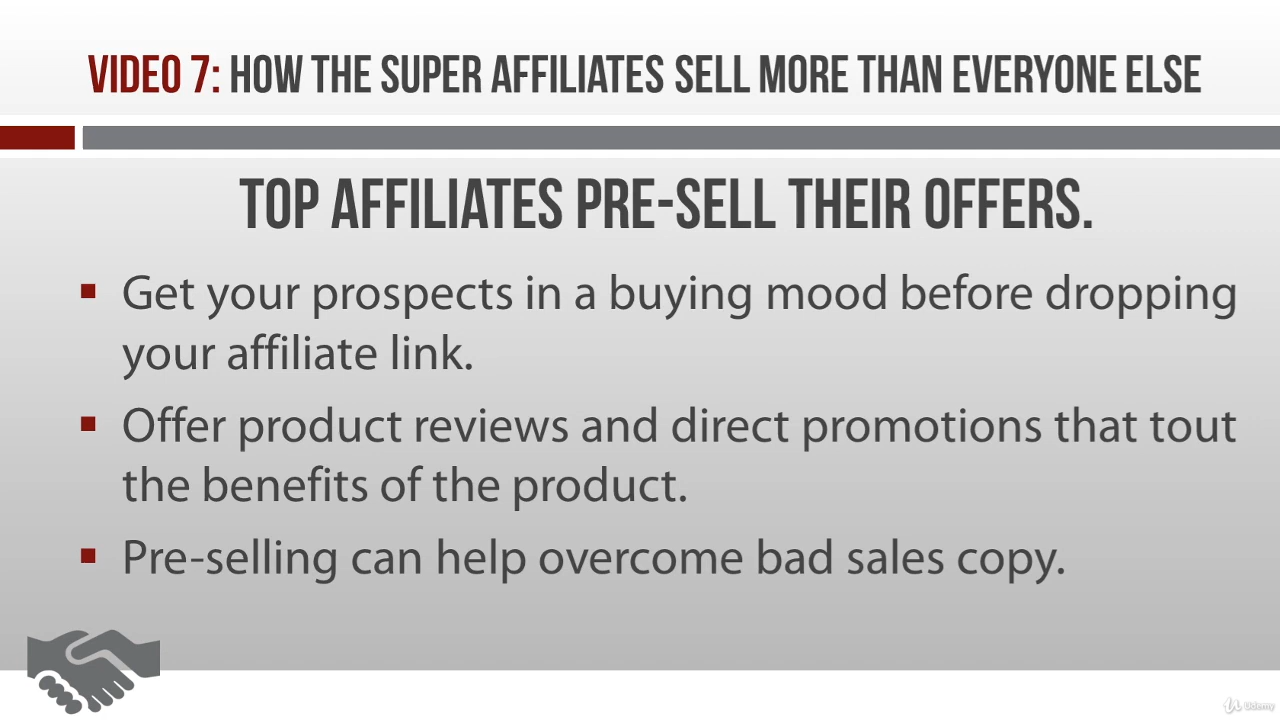 VIDEO 7: HOW THE SUPER AFFILIATES SELL MORE THAN EVERYONE ELSE
TOP AFFILIATES PRE-SELL THEIR OFFERS.
Get your prospects in a buying mood before dropping
your affiliate link.
Offer product reviews and direct promotions that tout
the benefits of the product.
Pre-selling can help overcome bad sales copy.
Udemy